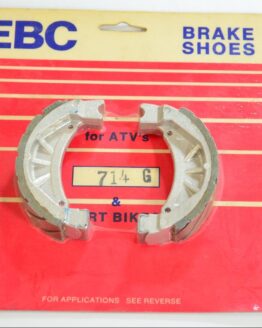 EBC
BRAKE
SHOES
for ATV's
714 G
&
RT BIKE
FOR APPLICATIONS SEE REVERSE